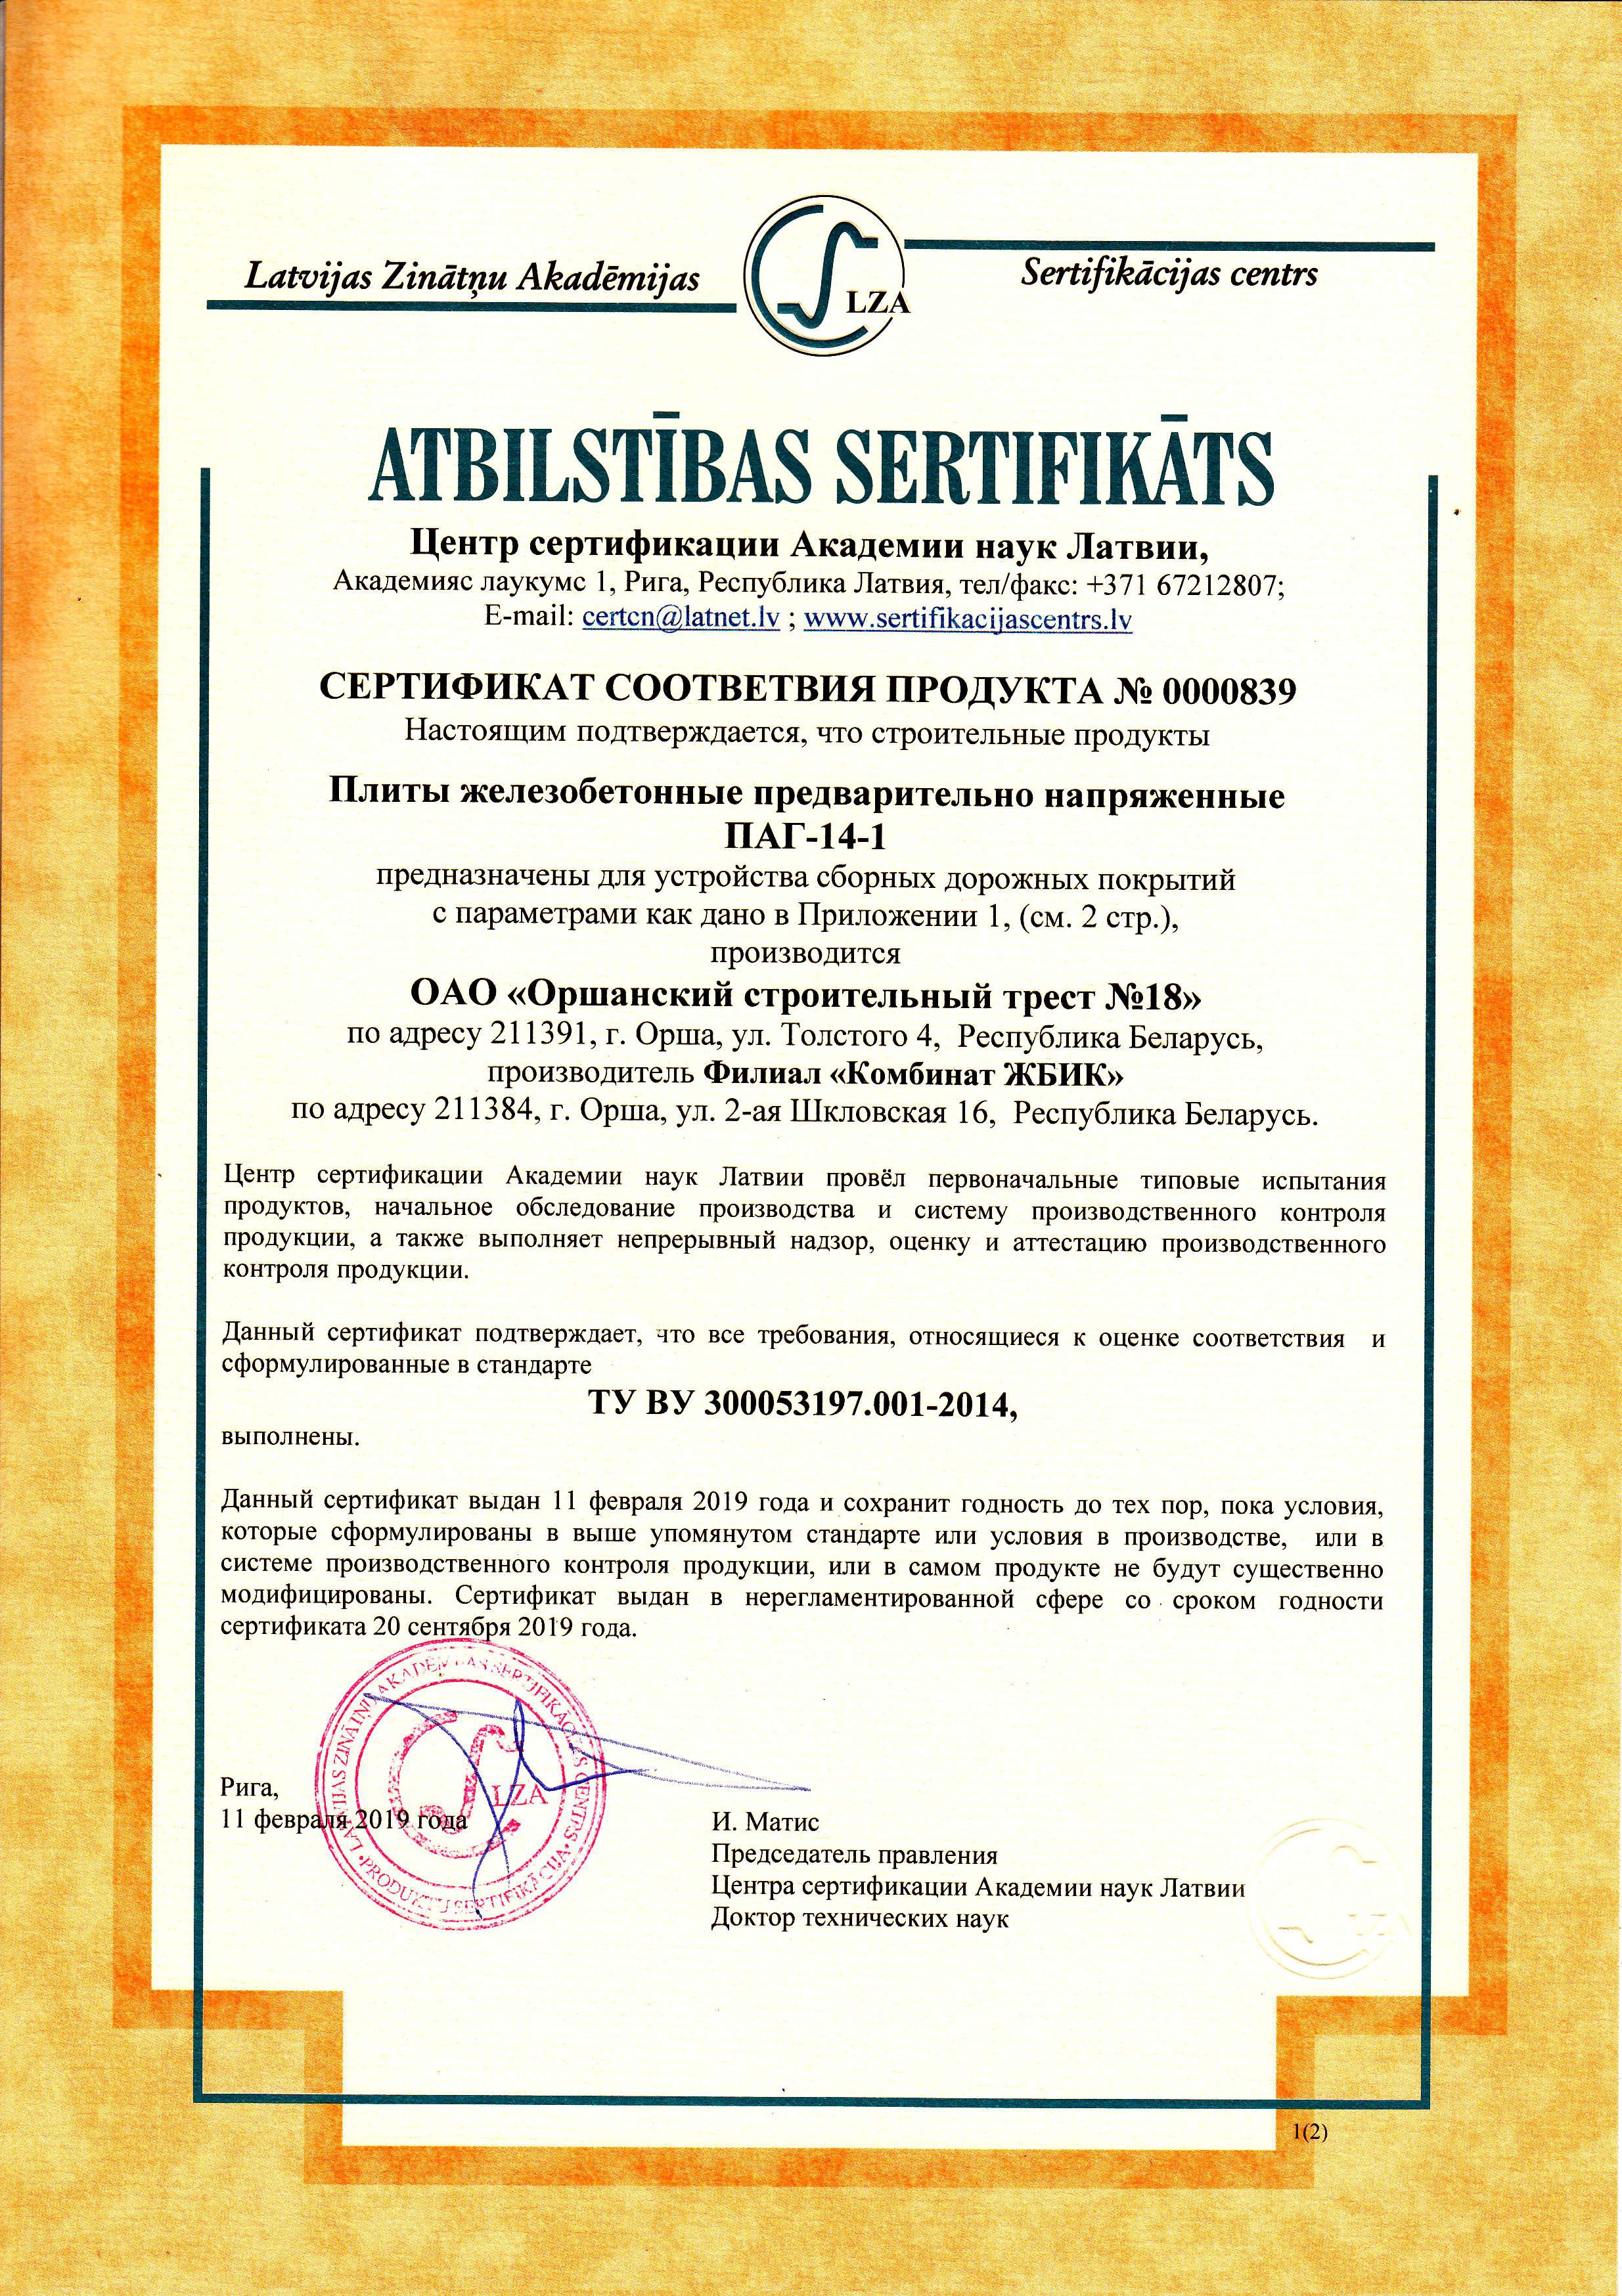 Latvijas Zinātņu Akadēmijas
LZA
Sertifikācijas centrs
ATBILSTĪBAS SERTIFIKĀTS
Центр сертификации Академии наук Латвии,
Академияс лаукумс 1, Рига, Республика Латвия, тел/факс: +371 67212807;
E-mail: certcn@latnet.lv ; www.sertifikacijascentrs.lv
СЕРТИФИКАТ СООТВЕТВИЯ ПРОДУКТА № 0000839
Настоящим подтверждается, что строительные продукты
Плиты железобетонные предварительно напряженные
ПАГ-14-1
предназначены для устройства сборных дорожных покрытий
с параметрами как дано в Приложении 1, (см. 2 стр.),
производится
ОАО «Оршанский строительный трест №18»
по адресу 211391, г. Орша, ул. Толстого 4, Республика Беларусь,
производитель Филиал «Комбинат ЖБИК»
по адресу 211384, г. Орша, ул. 2-ая Шкловская 16, Республика Беларусь.
Центр сертификации Академии наук Латвии провёл первоначальные типовые испытания
продуктов, начальное обследование производства и систему производственного контроля
продукции, а также выполняет непрерывный надзор, оценку и аттестацию производственного
контроля продукции.
Данный сертификат подтверждает, что все требования, относящиеся к оценке соответствия и
сформулированные в стандарте
ТУ ВУ 300053197.001-2014,
выполнены.
Данный сертификат выдан 11 февраля 2019 года и сохранит годность до тех пор, пока условия,
которые сформулированы в выше упомянутом стандарте или условия в производстве, или в
системе производственного контроля продукции, или в самом продукте не будут существенно
модифицированы. Сертификат выдан в нерегламентированной сфере со сроком годности
сертификата 20 сентября 2019 года.
LATVIJAS ZINĀTŅU AKADĒMIJAS SERTIFIKĀCIJAS CENTRS
PRODUKTU SERTIFIKĀCIJA
LZA
Рига,
11 февраля 2019 года
И. Матис
Председатель правления
Центра сертификации Академии наук Латвии
Доктор технических наук
1(2)